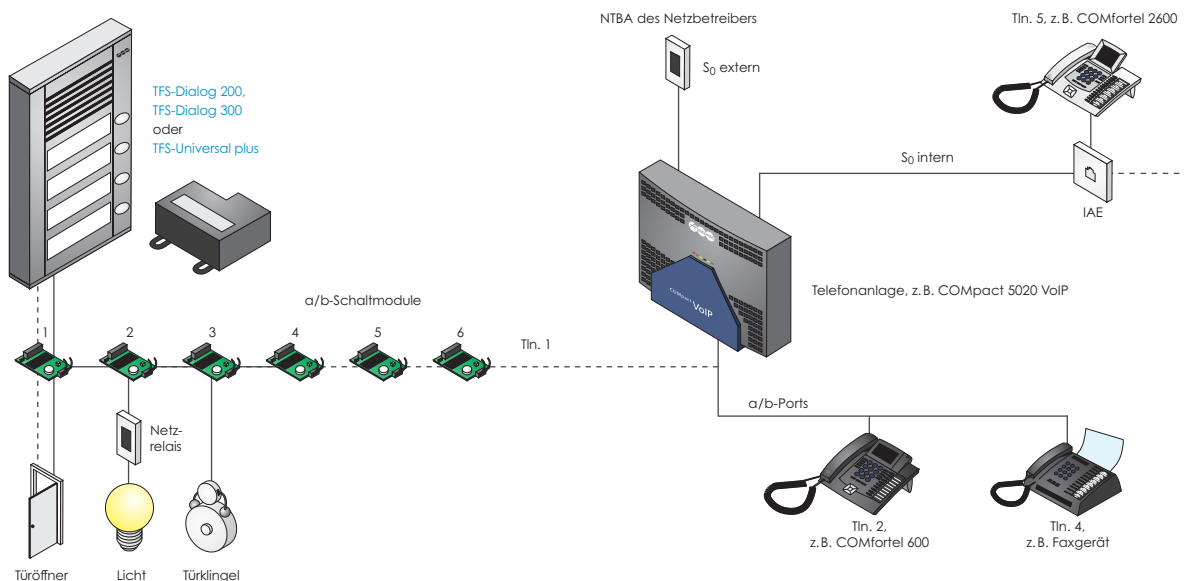 NTBA des Netzbetreibers
Tln. 5, z.B. COMfortel 2600
S0 extern
TFS-Dialog 200,
TFS-Dialog 300
oder
TFS-Universal plus
S0 intern
IAE
COMpact
VoIP
Telefonanlage, z.B. COMpact 5020 VoIP
a/b-Schaltmodule
1 2 3 4 5 6
Tln. 1
a/b-Ports
Netz-
relais
Tln. 2,
z.B. COMfortel 600
Tln. 4,
z.B. Faxgerät
Türöffner
Licht
Türklingel